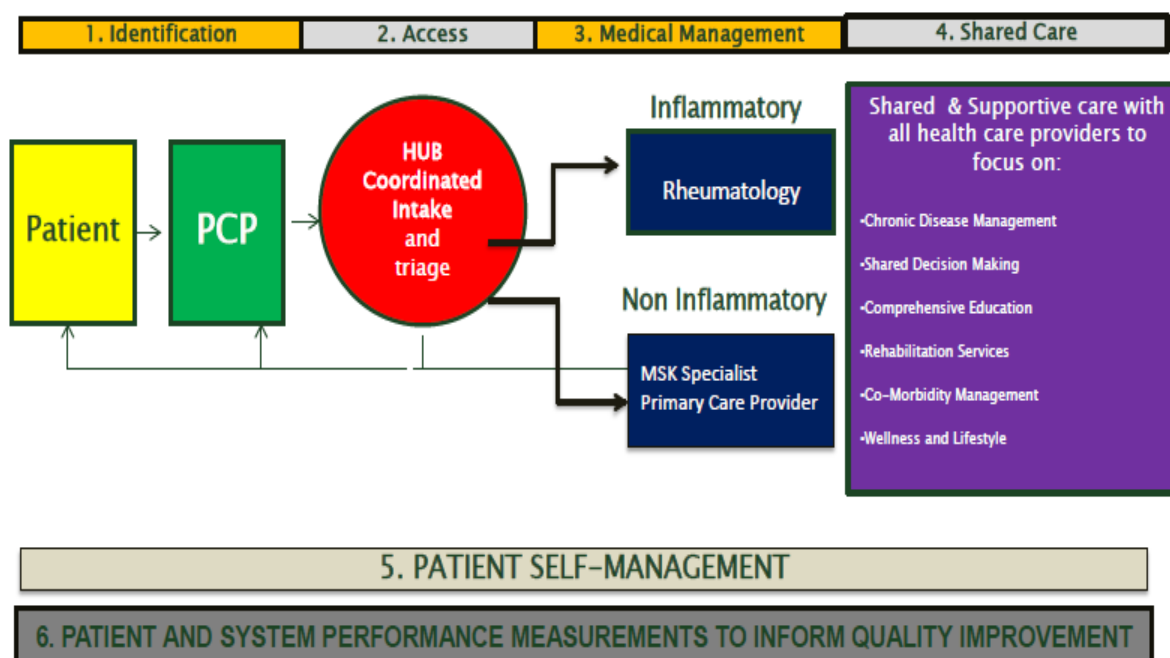 1. Identification
2. Access
3. Medical Management
4. Shared Care
Patient
PCP
HUB
Coordinated
Intake
and
triage
Inflammatory
Rheumatology
Non Inflammatory
MSK Specialist
Primary Care Provider
Shared & Supportive care with
all health care providers to
focus on:
•Chronic Disease Management
•Shared Decision Making
•Comprehensive Education
•Rehabilitation Services
•Co-Morbidity Management
•Wellness and Lifestyle
5. PATIENT SELF-MANAGEMENT
6. PATIENT AND SYSTEM PERFORMANCE MEASUREMENTS TO INFORM QUALITY IMPROVEMENT